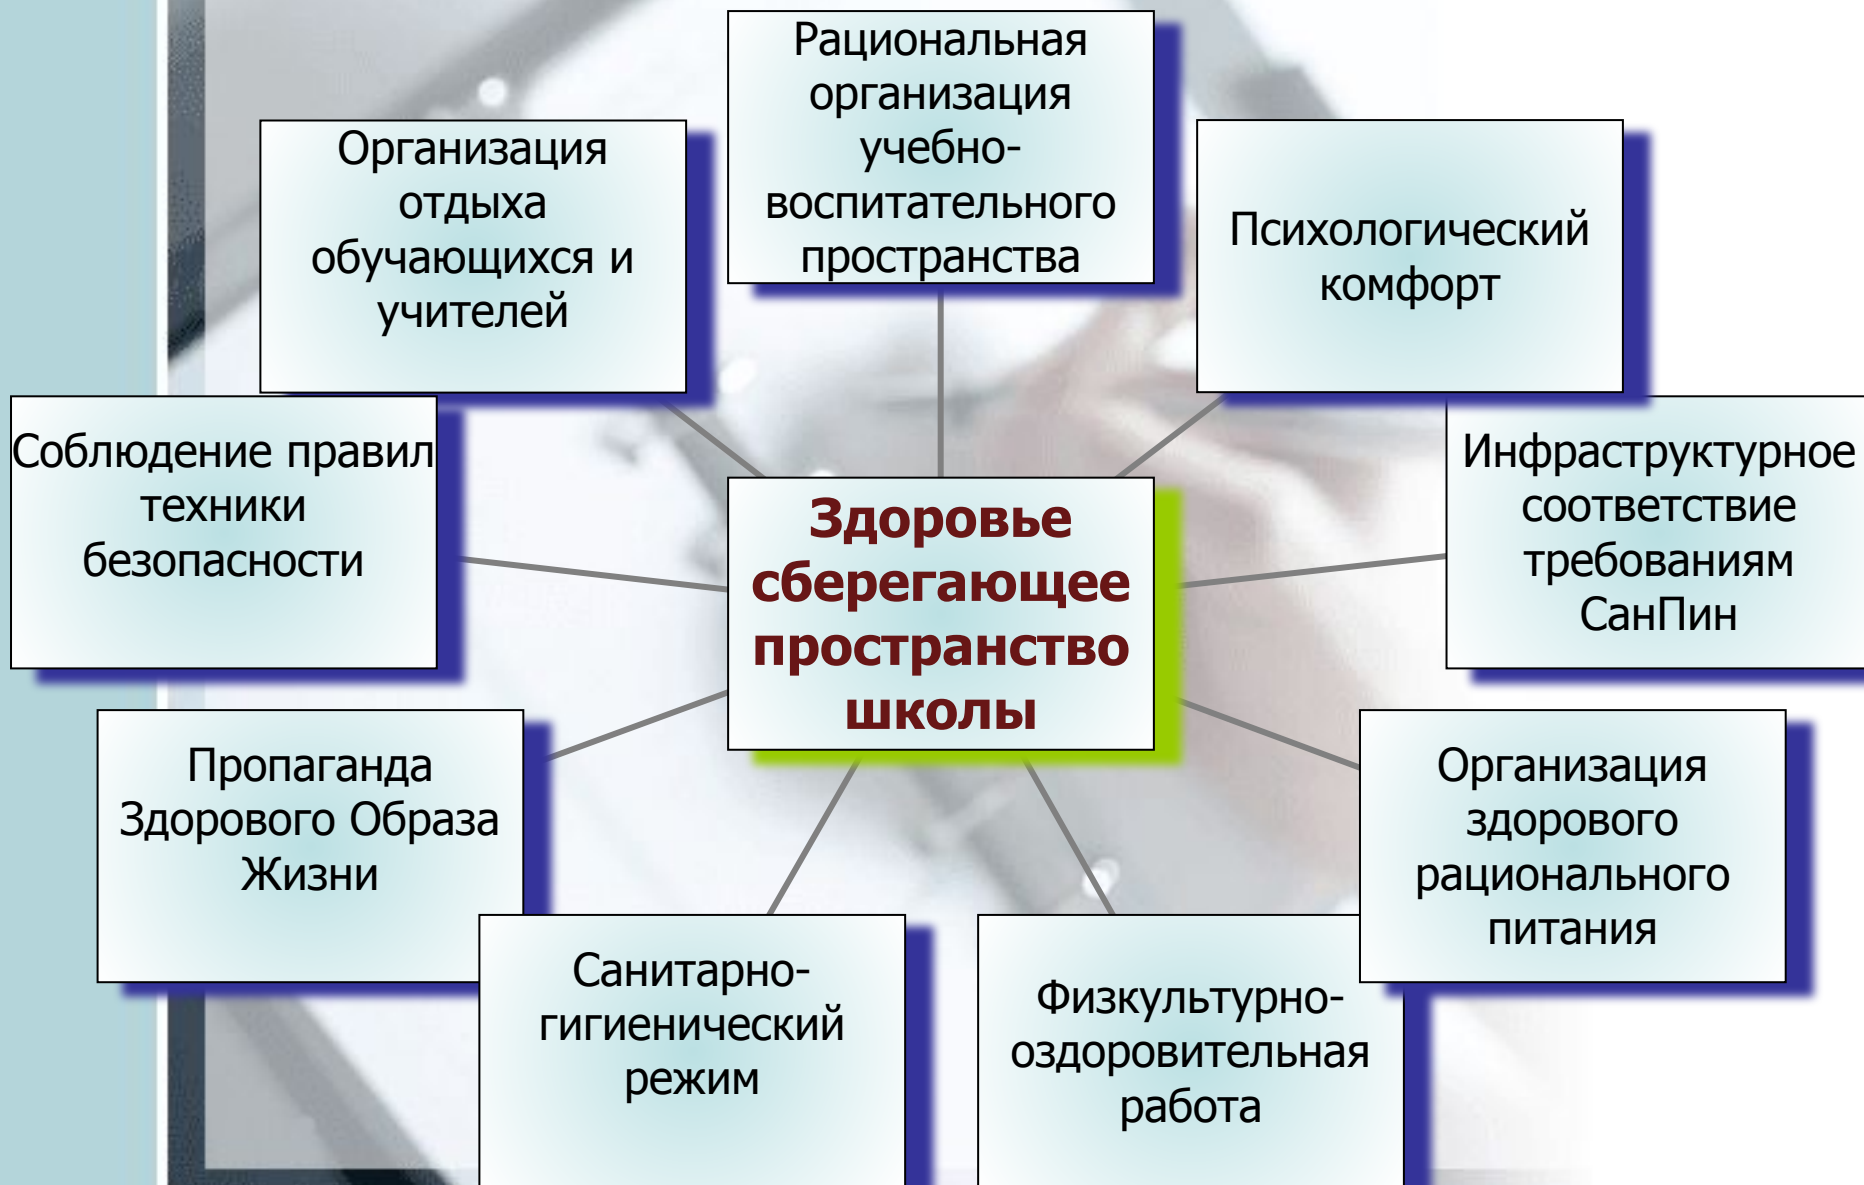 Рациональная
организация
учебно-
воспитательного
пространства
Организация
отдыха
обучающихся и
учителей
Психологический
комфорт
Соблюдение правил
техники
безопасности
Здоровье
сберегающее
пространство
школы
Инфраструктурное
соответствие
требованиям
СанПин
Пропаганда
Здорового Образа
Жизни
Организация
здорового
рационального
питания
Санитарно-
гигиенический
режим
Физкультурно-
оздоровительная
работа